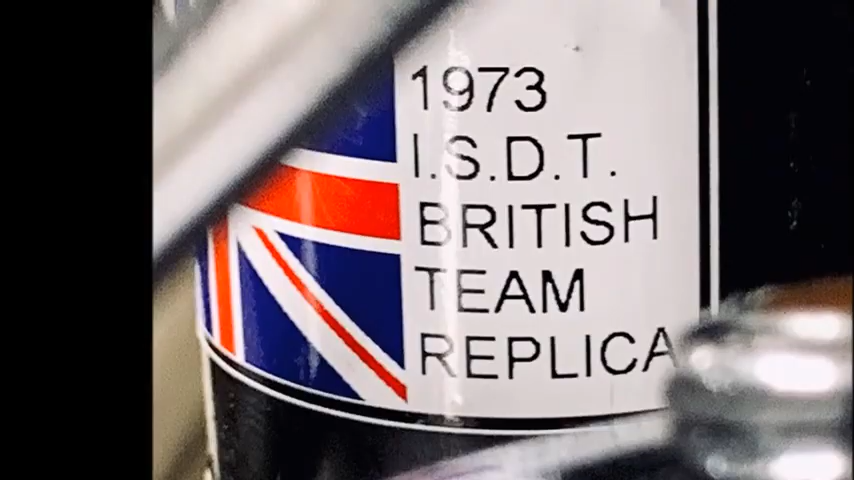 1973
I.S.D.T.
BRITISH
TEAM
REPLICA